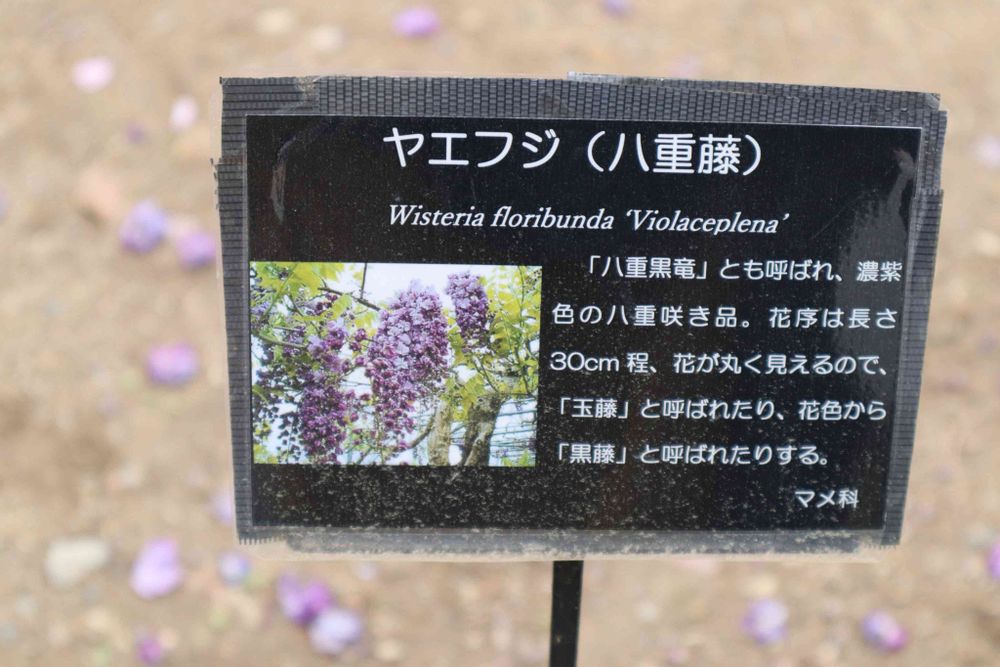 ヤエフジ（八重藤）
Wisteria floribunda ‘Violaceplena’
「八重黒竜」とも呼ばれ、濃紫
色の八重咲き品。花序は長さ
30cm 程、花が丸く見えるので、
「玉藤」と呼ばれたり、花色から
「黒藤」と呼ばれたりする。
マメ科